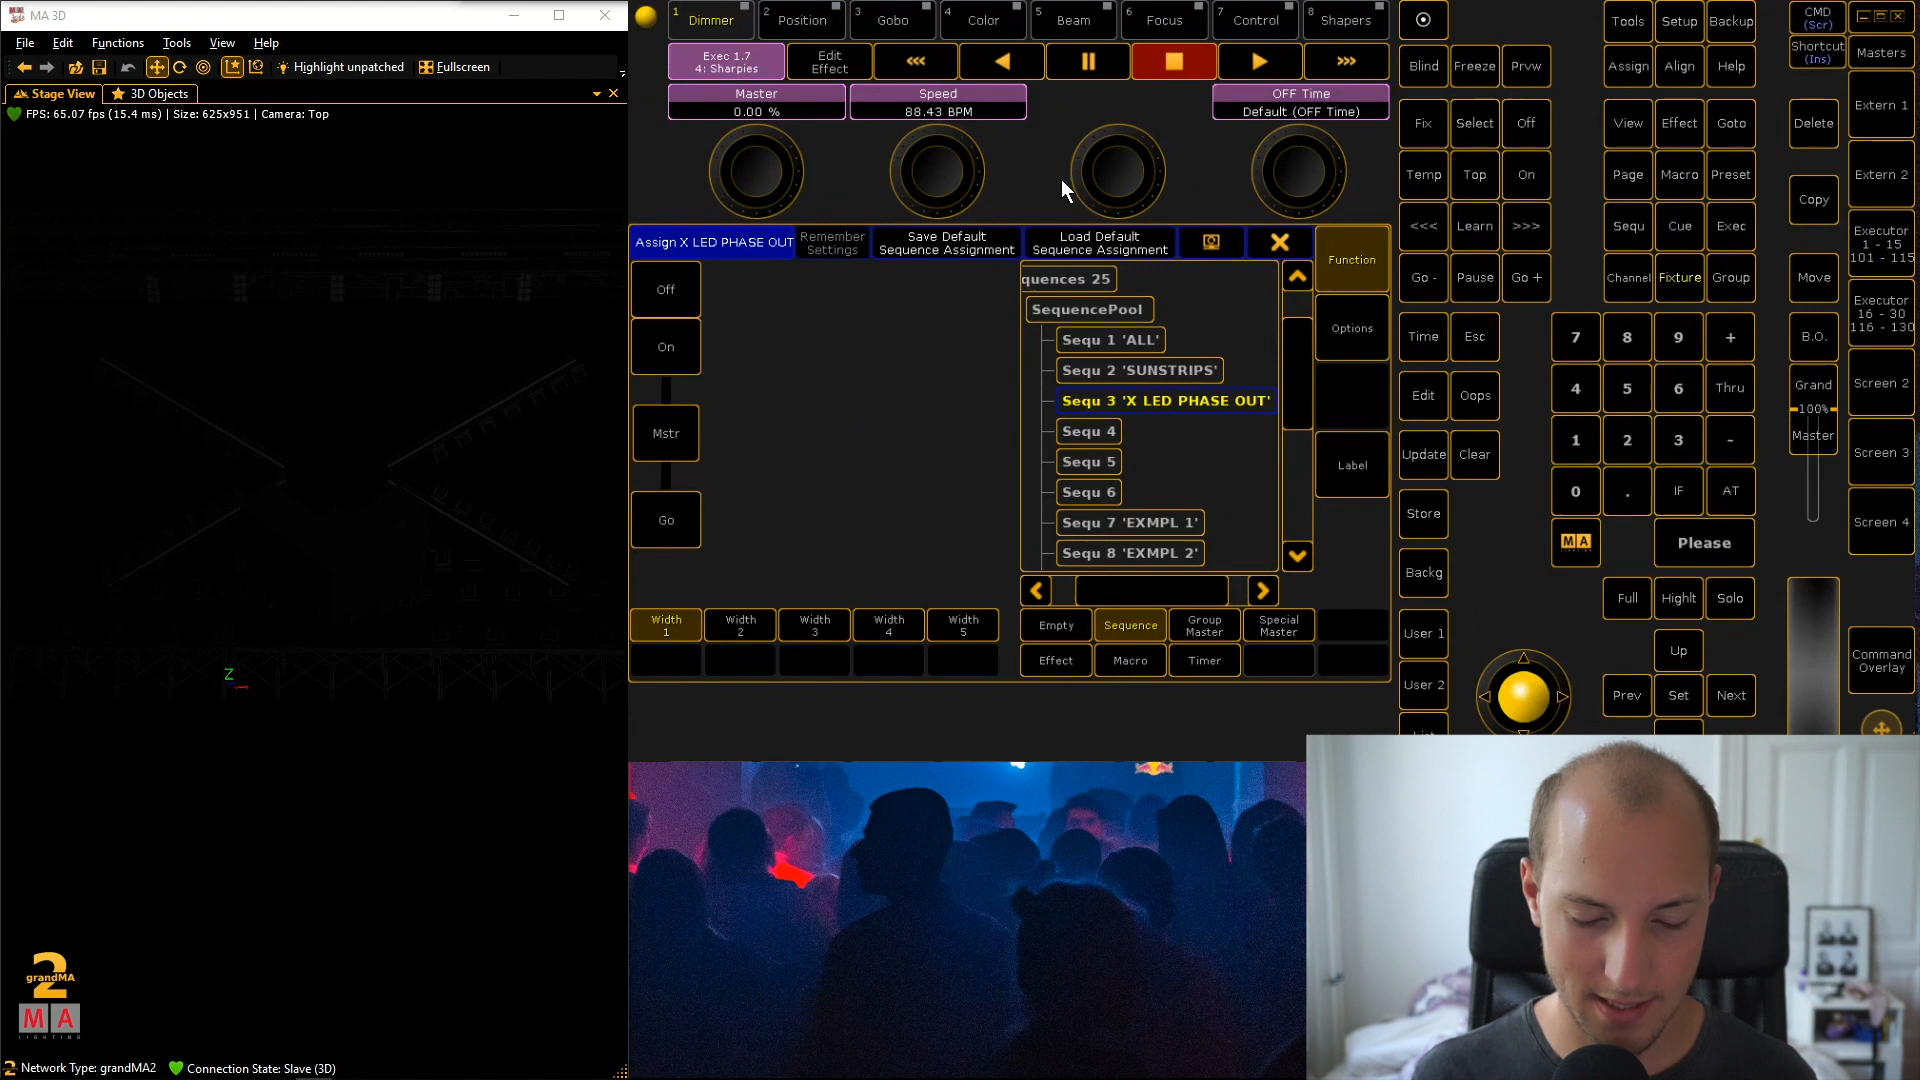 MA 3D
File Edit Functions Tools View Help
Highlight unpatched Fullscreen
Stage View 3D Objects
FPS: 65.07 fps (15.4 ms) | Size: 625x951 | Camera: Top
Z
2
grandMA
MA
LIGHTING
2 Network Type: grandMA2 Connection State: Slave (3D)
1 Dimmer 2 Position 3 Gobo 4 Color 5 Beam 6 Focus 7 Control 8 Shapers
Exec 1.7
4: Sharpies
Edit
Effect
Master
0.00 %
Speed
88.43 BPM
OFF Time
Default (OFF Time)
Assign X LED PHASE OUT
Remember
Settings
Save Default
Sequence Assignment
Load Default
Sequence Assignment
Function
Options
Label
Off
On
Mstr
Go
quences 25
SequencePool
Sequ 1 'ALL'
Sequ 2 'SUNSTRIPS'
Sequ 3 'X LED PHASE OUT'
Sequ 4
Sequ 5
Sequ 6
Sequ 7 'EXMPL 1'
Sequ 8 'EXMPL 2'
Width
1
Width
2
Width
3
Width
4
Width
5
Empty Sequence
Group
Master
Special
Master
Effect Macro Timer
Tools Setup Backup
Blind Freeze Prvw Assign Align Help
Fix Select Off View Effect Goto
Temp Top On Page Macro Preset
<<< Learn >>> Sequ Cue Exec
Go - Pause Go + Channel Fixture Group
Time Esc 7 8 9 +
Edit Oops 4 5 6 Thru
Update Clear 1 2 3 -
Store 0 . IF AT
MA Please
Backg
Full Highlt Solo
User 1
Up
User 2 Prev Set Next
CMD
(Scr)
Shortcut
(Ins)
Masters
Delete
Copy
Move
B.O.
Grand
100%
Master
Extern 1
Extern 2
Executor
1 - 15
101 - 115
Executor
16 - 30
116 - 130
Screen 2
Screen 3
Screen 4
Command
Overlay